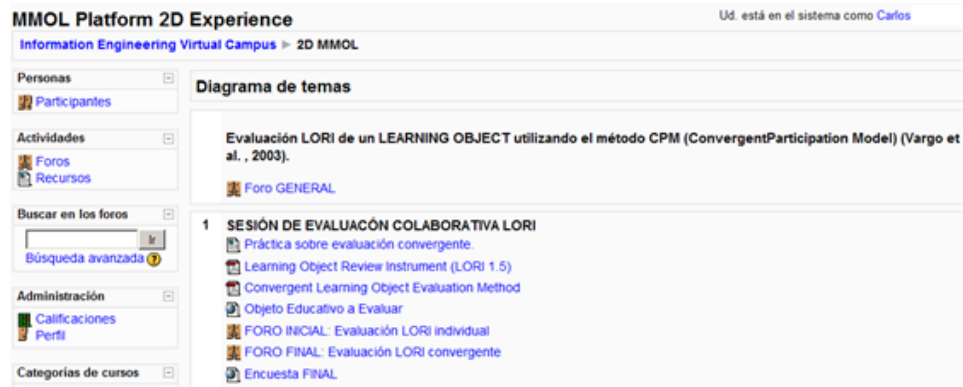 MMOL Platform 2D Experience
Ud. está en el sistema como Carlos
Information Engineering Virtual Campus ► 2D MMOL
Personas
Participantes
Actividades
Foros
Recursos
Buscar en los foros
Ir
Búsqueda avanzada ?
Administración
Calificaciones
Perfil
Categorías de cursos
Diagrama de temas
Evaluación LORI de un LEARNING OBJECT utilizando el método CPM (ConvergentParticipation Model) (Vargo et
al. , 2003).
Foro GENERAL
1 SESIÓN DE EVALUACÓN COLABORATIVA LORI
Práctica sobre evaluación convergente.
Learning Object Review Instrument (LORI 1.5)
Convergent Learning Object Evaluation Method
Objeto Educativo a Evaluar
FORO INICIAL: Evaluación LORI individual
FORO FINAL: Evaluación LORI convergente
Encuesta FINAL